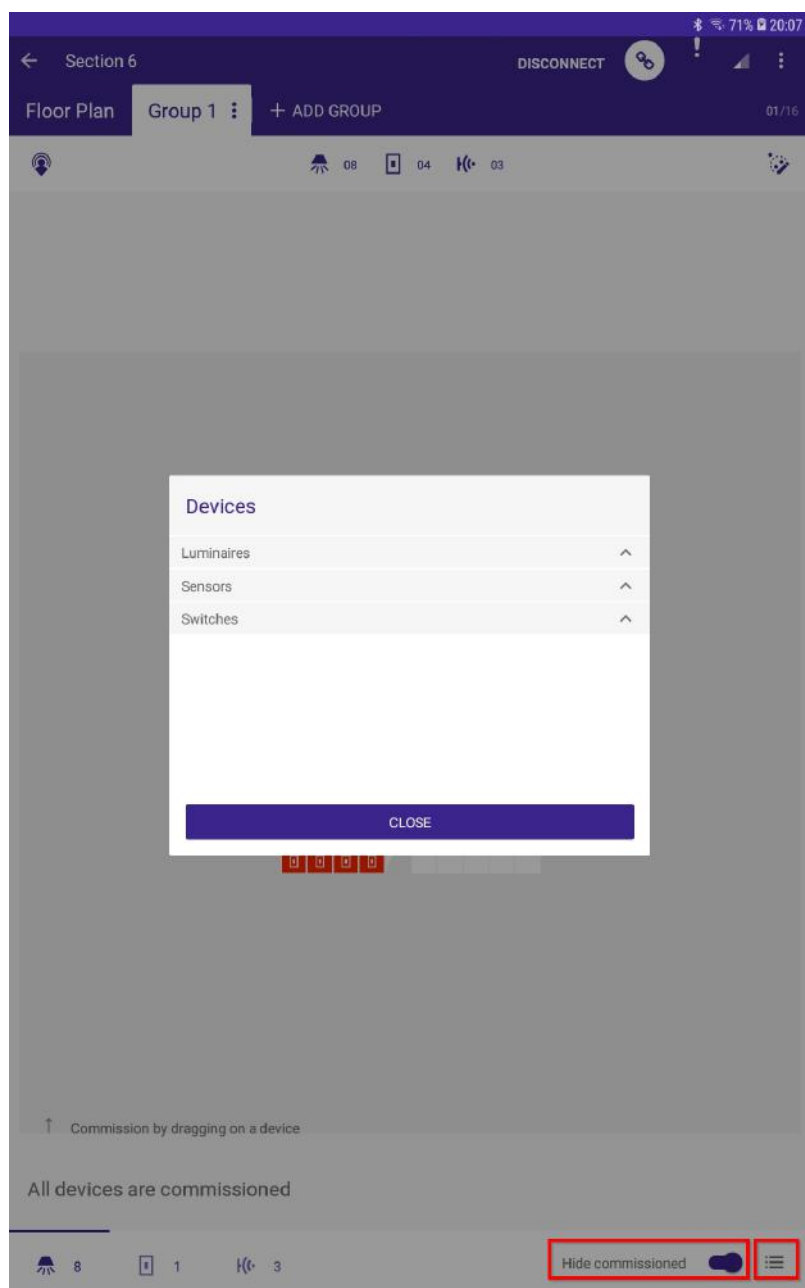 71% 20:07
Section 6 DISCONNECT
Floor Plan Group 1 + ADD GROUP 01/16
08 04 03
Devices
Luminaires
Sensors
Switches
CLOSE
Commission by dragging on a device
All devices are commissioned
8 1 3 Hide commissioned